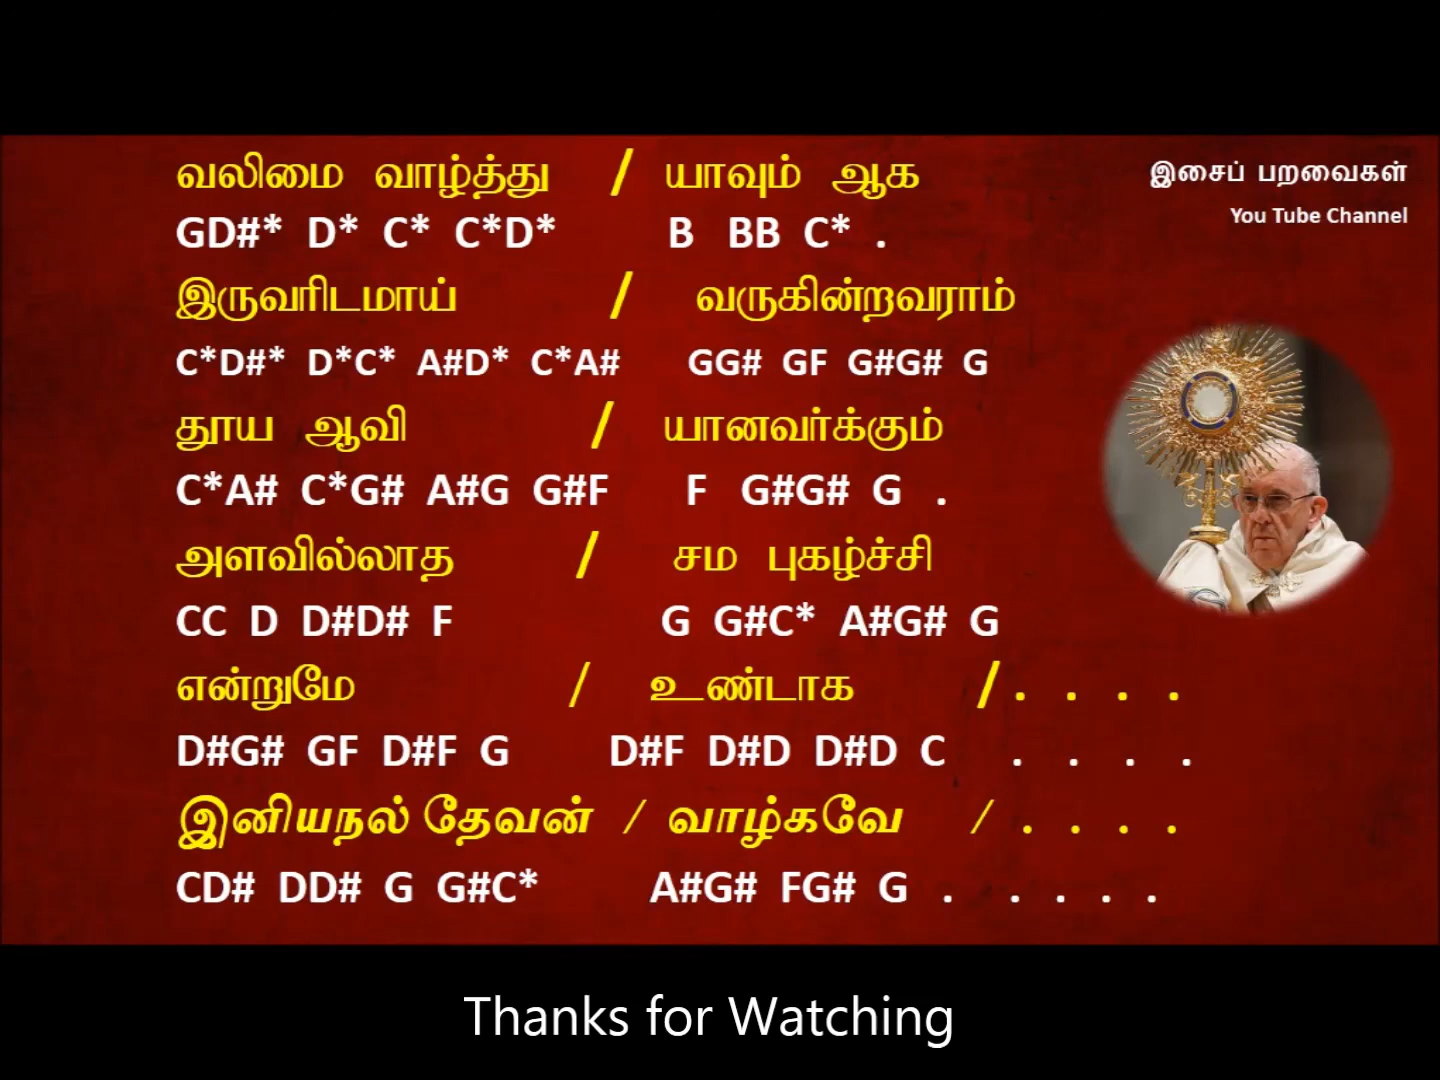 வலிமை வாழ்த்து / யாவும் ஆக
இசைப் பறவைகள்
You Tube Channel
GD#* D* C* C*D* B BB C* .
இருவரிடமாய் / வருகின்றவராம்
C*D#* D*C* A#D* C*A# GG# GF G#G# G
தூய ஆவி / யானவர்க்கும்
C*A# C*G# A#G G#F F G#G# G .
அளவில்லாத / சம புகழ்ச்சி
CC D D#D# F G G#C* A#G# G
என்றுமே / உண்டாக / . . . .
D#G# GF D#F G D#F D#D D#D C . . . .
இனியநல் தேவன் / வாழ்கவே / . . . .
CD# DD# G G#C* A#G# FG# G . . . . .
Thanks for Watching